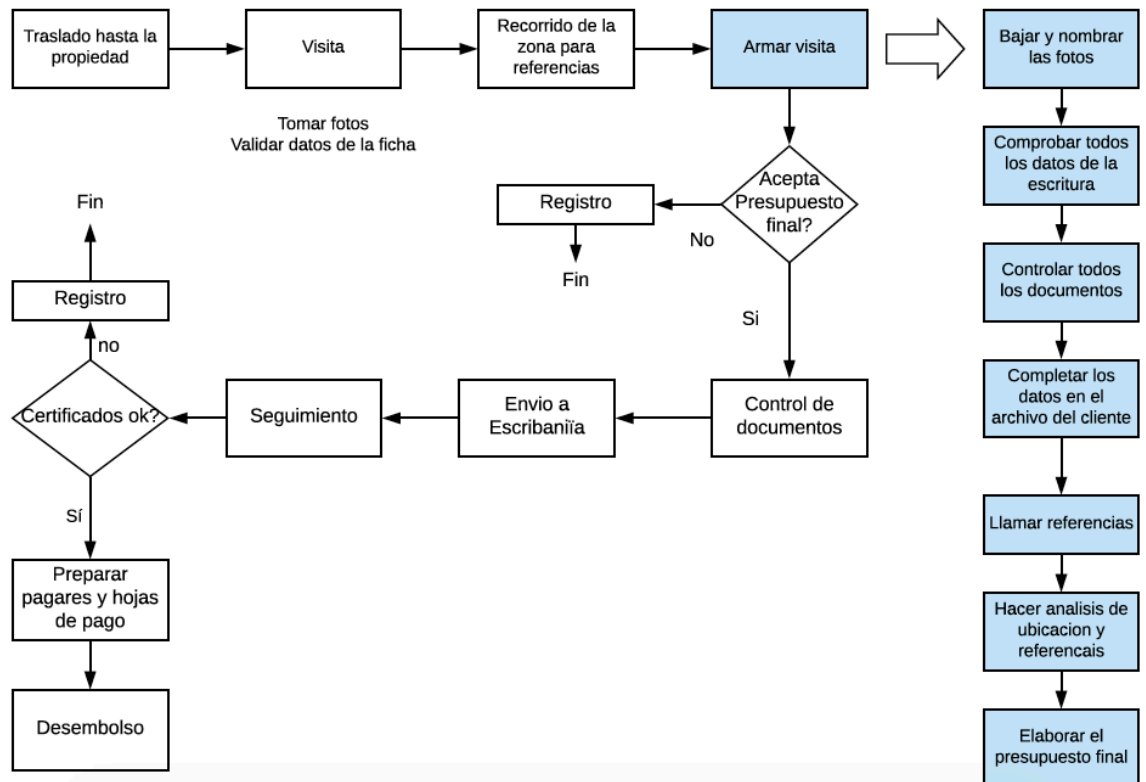 Traslado hasta la
propiedad
Visita
Recorrido de la
zona para
referencias
Armar visita
Bajar y nombrar
las fotos
Tomar fotos
Validar datos de la ficha
Comprobar todos
los datos de la
escritura
Acepta
Presupuesto
final?
Registro
No
Fin
Fin
Controlar todos
los documentos
Registro
Si
no
Completar los
datos en el
archivo del cliente
Certificados ok?
Seguimiento
Envio a
Escribaniïa
Control de
documentos
Sí
Llamar referencias
Preparar
pagares y hojas
de pago
Hacer analisis de
ubicacion y
referencais
Desembolso
Elaborar el
presupuesto final